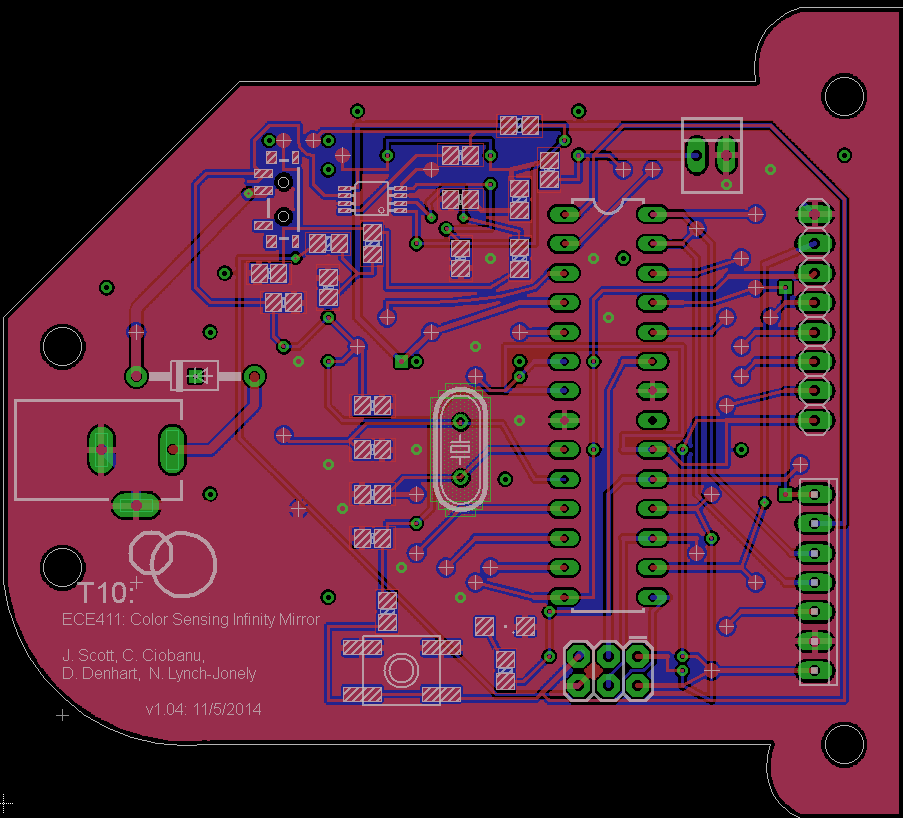 T10:
ECE411: Color Sensing Infinity Mirror
J. Scott, C. Ciobanu,
D. Denhart, N. Lynch-Jonely
v1.04: 11/5/2014